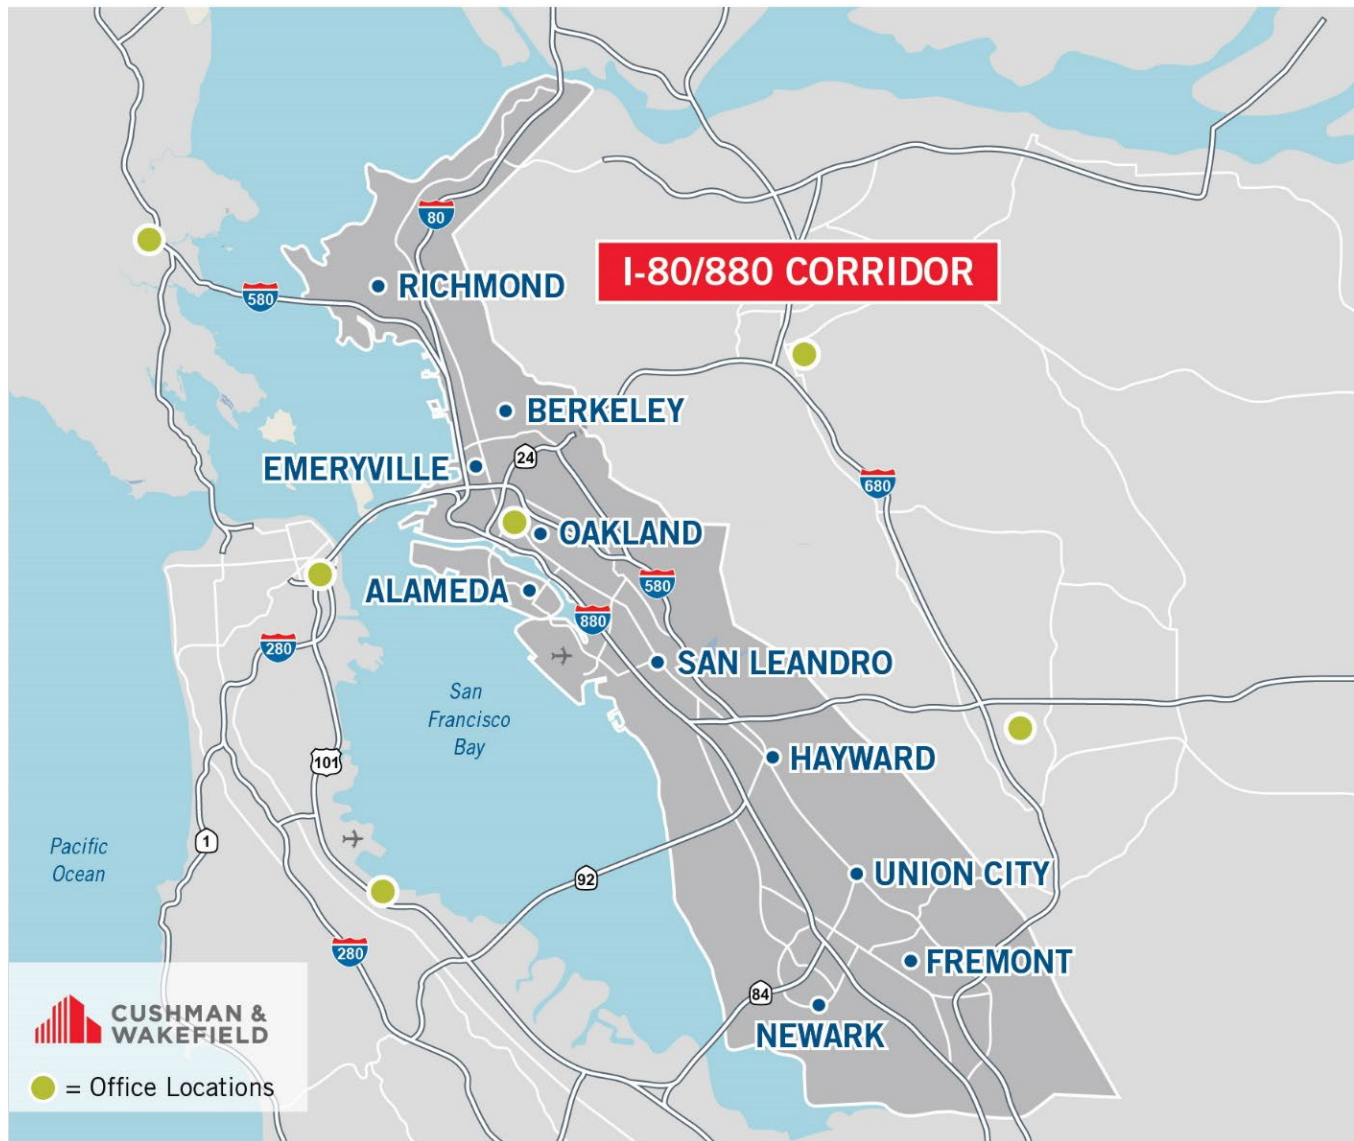 80
I-80/880 CORRIDOR
RICHMOND
580
BERKELEY
24
EMERYVILLE
680
OAKLAND
ALAMEDA
580
880
280
SAN LEANDRO
San
Francisco
Bay
101
HAYWARD
1
Pacific
Ocean
92
UNION CITY
280
FREMONT
84
NEWARK
CUSHMAN &
WAKEFIELD
= Office Locations